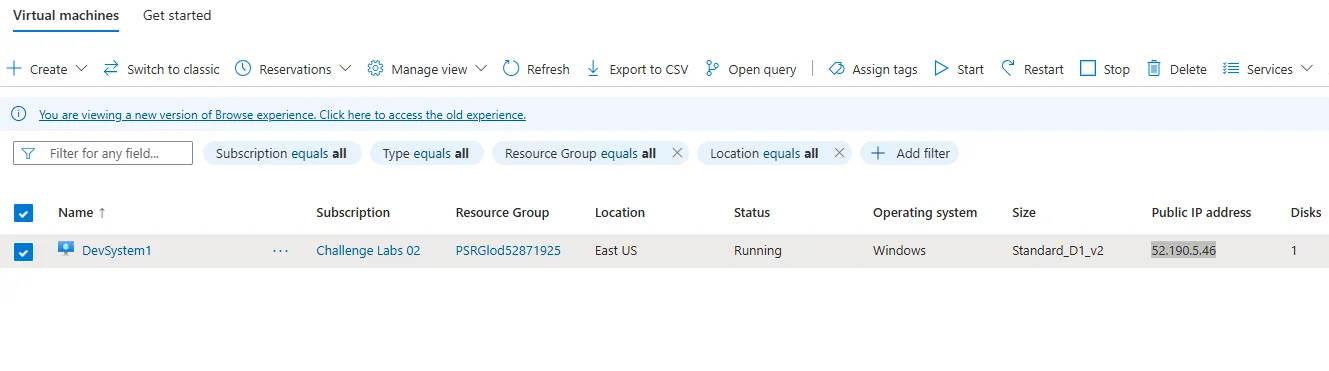 Virtual machines Get started
Create Switch to classic Reservations Manage view Refresh Export to CSV Open query Assign tags Start Restart Stop Delete Services
You are viewing a new version of Browse experience. Click here to access the old experience.
Filter for any field... Subscription equals all Type equals all Resource Group equals all Location equals all Add filter
Name ↑ Subscription Resource Group Location Status Operating system Size Public IP address Disks
DevSystem1 ... Challenge Labs 02 PSRGlod52871925 East US Running Windows Standard_D1_v2 52.190.5.46 1